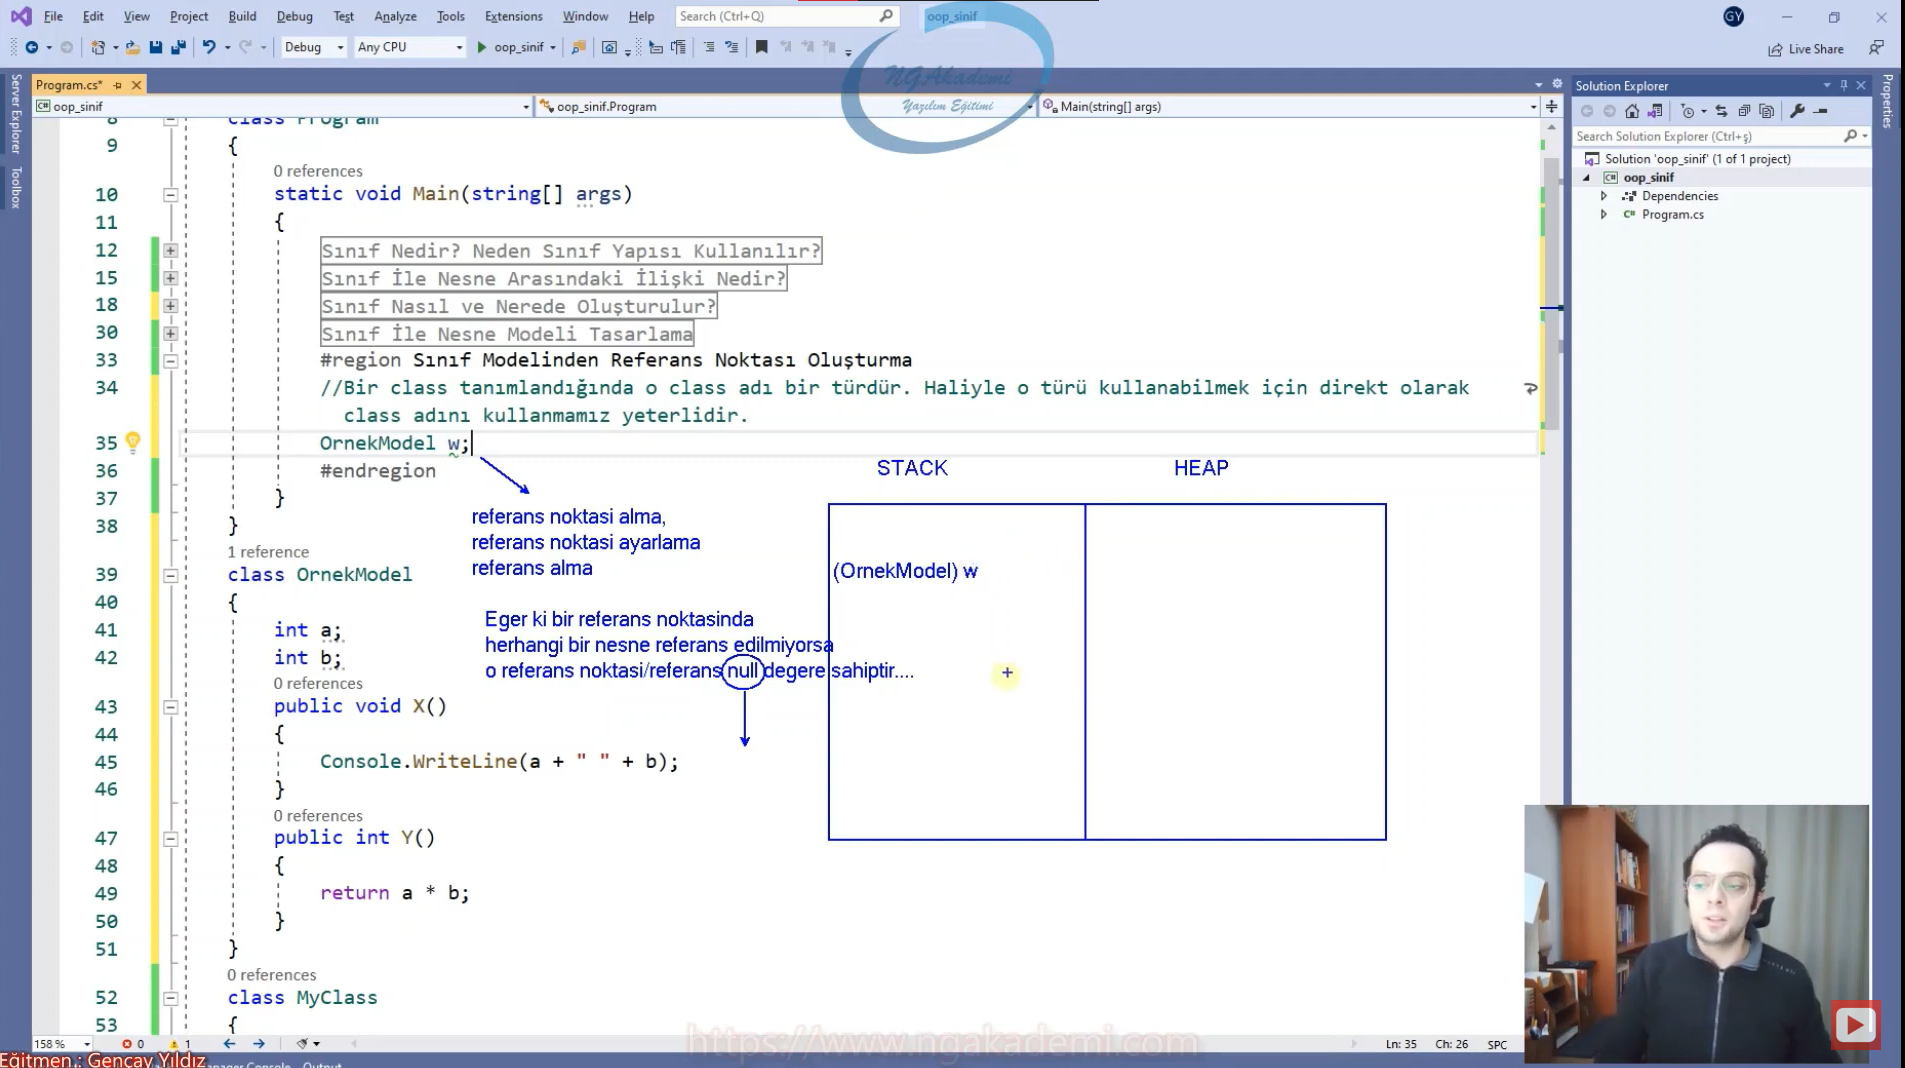 File Edit View Project Build Debug Test Analyze Tools Extensions Window Help Search (Ctrl+Q) oop_sinif GY
Debug Any CPU oop_sinif Live Share
NGAkademi
Yazılım Eğitimi
Server Explorer
Toolbox
Program.cs*
oop_sinif oop_sinif.Program Main(string[] args)
8 class Program
9 {
0 references
10 static void Main(string[] args)
11 {
12 Sınıf Nedir? Neden Sınıf Yapısı Kullanılır?
15 Sınıf İle Nesne Arasındaki İlişki Nedir?
18 Sınıf Nasıl ve Nerede Oluşturulur?
30 Sınıf İle Nesne Modeli Tasarlama
33 #region Sınıf Modelinden Referans Noktası Oluşturma
34 //Bir class tanımlandığında o class adı bir türdür. Haliyle o türü kullanabilmek için direkt olarak
class adını kullanmamız yeterlidir.
35 OrnekModel w;
36 #endregion
37 }
38 }
1 reference
39 class OrnekModel
40 {
41 int a;
42 int b;
0 references
43 public void X()
44 {
45 Console.WriteLine(a + " " + b);
46 }
0 references
47 public int Y()
48 {
49 return a * b;
50 }
51 }
0 references
52 class MyClass
53 {
referans noktasi alma,
referans noktasi ayarlama
referans alma
Eger ki bir referans noktasinda
herhangi bir nesne referans edilmiyorsa
o referans noktasi/referans null degere sahiptir....
STACK HEAP
(OrnekModel) w
Solution Explorer
Search Solution Explorer (Ctrl+ş)
Solution 'oop_sinif' (1 of 1 project)
oop_sinif
Dependencies
Program.cs
Properties
158 % 0 1 Ln: 35 Ch: 26 SPC
https://www.ngakademi.com
Eğitmen : Gençay Yıldız
Manager Console Output